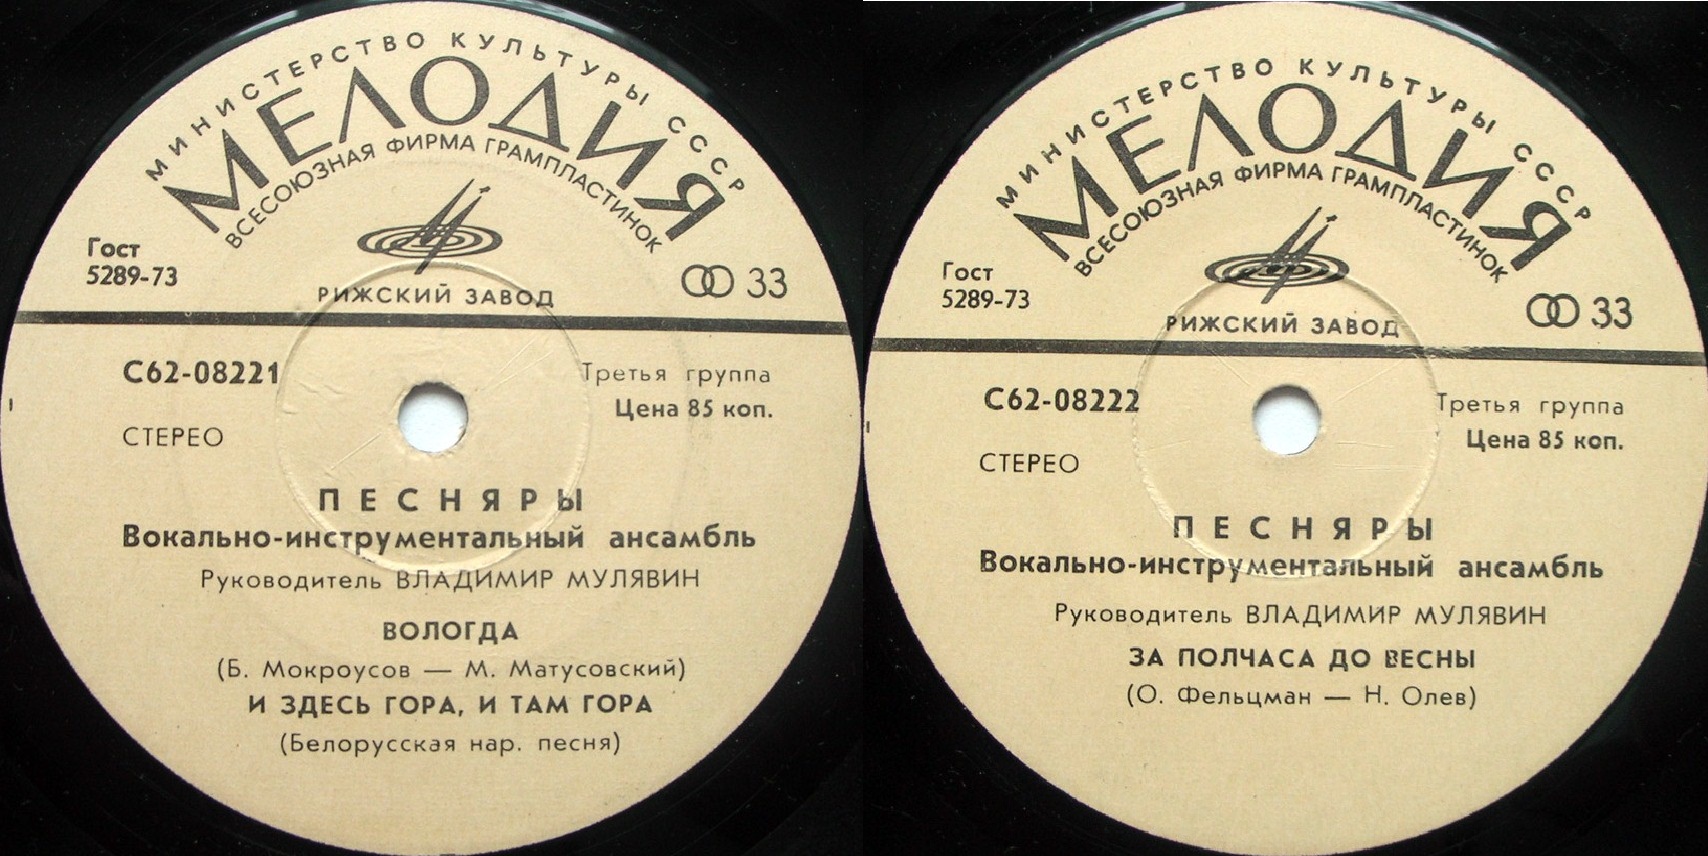 МИНИСТЕРСТВО КУЛЬТУРЫ СССР
МЕЛОДИЯ
ВСЕСОЮЗНАЯ ФИРМА ГРАМПЛАСТИНОК
Гост
5289-73
РИЖСКИЙ ЗАВОД
33
С62-08221
Третья группа
Цена 85 коп.
СТЕРЕО
ПЕСНЯРЫ
Вокально-инструментальный ансамбль
Руководитель ВЛАДИМИР МУЛЯВИН
ВОЛОГДА
(Б. Мокроусов — М. Матусовский)
И ЗДЕСЬ ГОРА, И ТАМ ГОРА
(Белорусская нар. песня)
МИНИСТЕРСТВО КУЛЬТУРЫ СССР
МЕЛОДИЯ
ВСЕСОЮЗНАЯ ФИРМА ГРАМПЛАСТИНОК
Гост
5289-73
РИЖСКИЙ ЗАВОД
33
С62-08222
Третья группа
Цена 85 коп.
СТЕРЕО
ПЕСНЯРЫ
Вокально-инструментальный ансамбль
Руководитель ВЛАДИМИР МУЛЯВИН
ЗА ПОЛЧАСА ДО ВЕСНЫ
(О. Фельцман — Н. Олев)